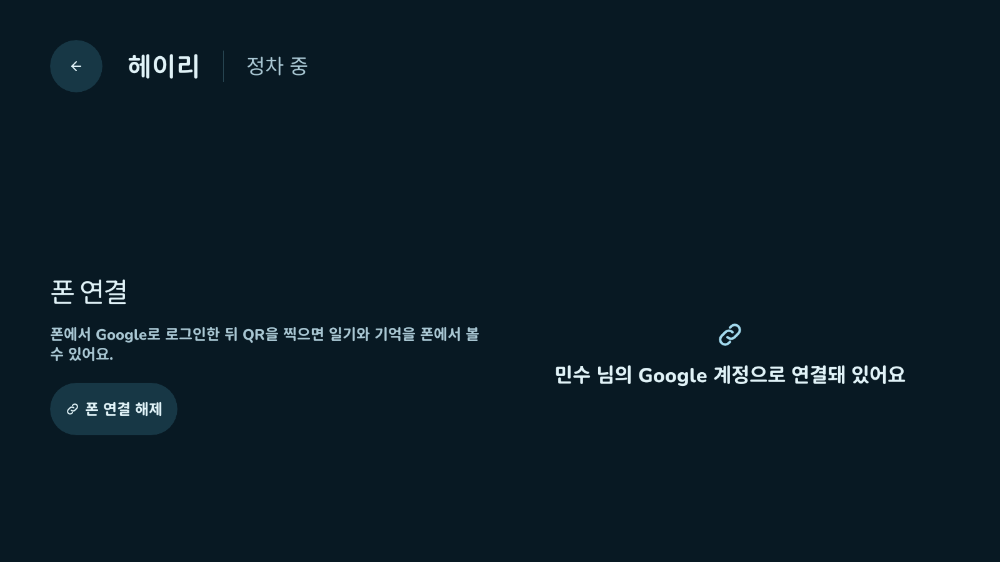 헤이리
정차 중
폰 연결
폰에서 Google로 로그인한 뒤 QR을 찍으면 일기와 기억을 폰에서 볼
수 있어요.
폰 연결 해제
민수 님의 Google 계정으로 연결돼 있어요